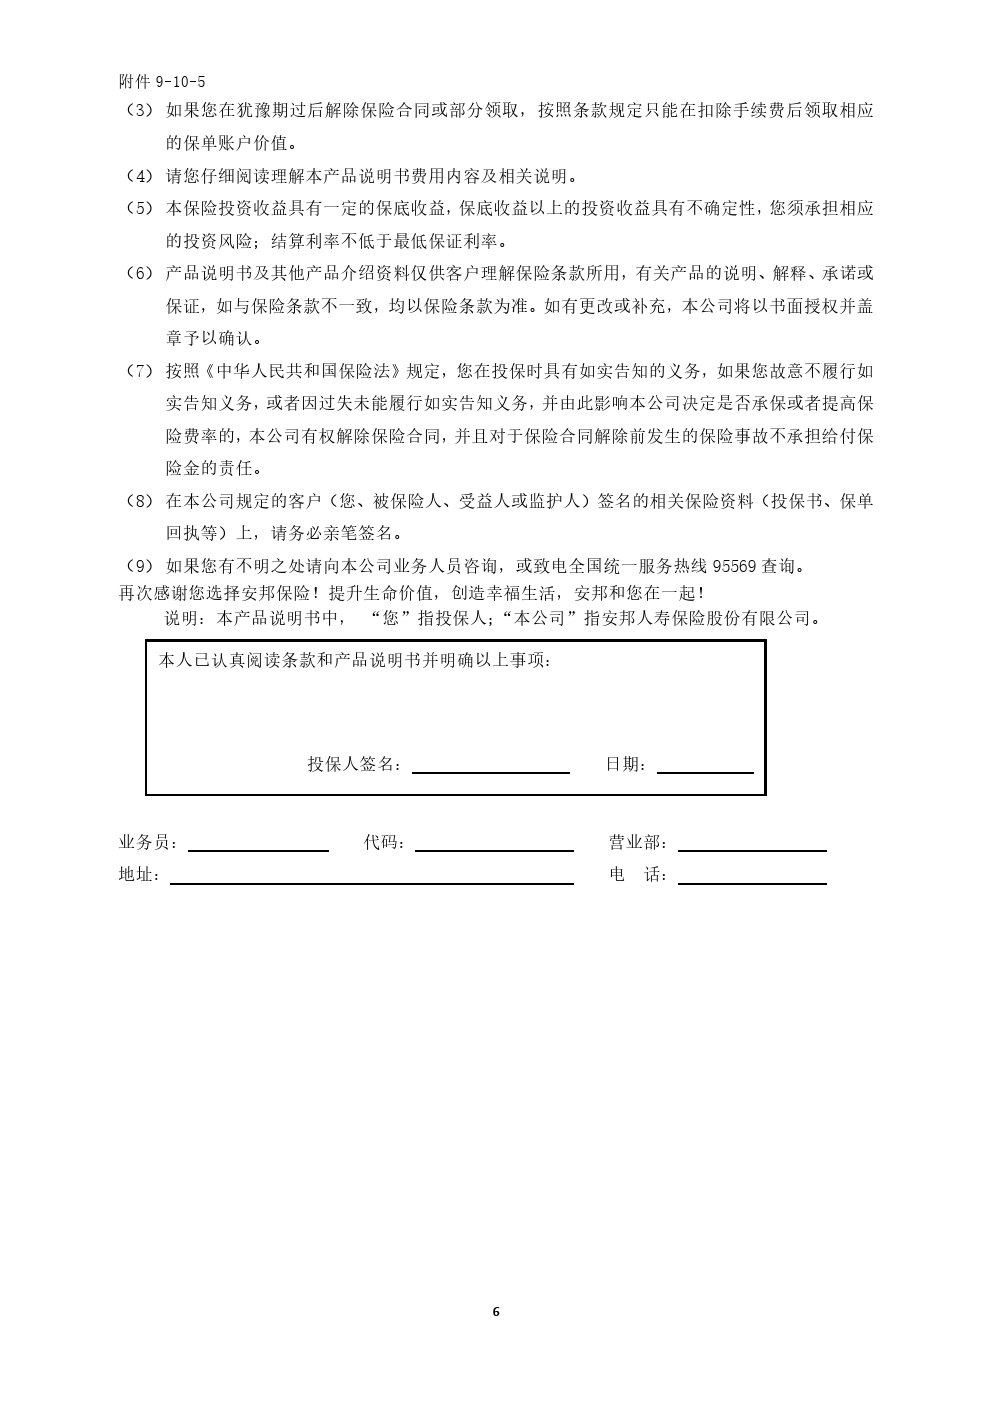 附件 9-10-5
（3） 如果您在犹豫期过后解除保险合同或部分领取，按照条款规定只能在扣除手续费后领取相应
的保单账户价值。
（4） 请您仔细阅读理解本产品说明书费用内容及相关说明。
（5） 本保险投资收益具有一定的保底收益，保底收益以上的投资收益具有不确定性，您须承担相应
的投资风险；结算利率不低于最低保证利率。
（6） 产品说明书及其他产品介绍资料仅供客户理解保险条款所用，有关产品的说明、解释、承诺或
保证，如与保险条款不一致，均以保险条款为准。如有更改或补充，本公司将以书面授权并盖
章予以确认。
（7） 按照《中华人民共和国保险法》规定，您在投保时具有如实告知的义务，如果您故意不履行如
实告知义务，或者因过失未能履行如实告知义务，并由此影响本公司决定是否承保或者提高保
险费率的，本公司有权解除保险合同，并且对于保险合同解除前发生的保险事故不承担给付保
险金的责任。
（8） 在本公司规定的客户（您、被保险人、受益人或监护人）签名的相关保险资料（投保书、保单
回执等）上，请务必亲笔签名。
（9） 如果您有不明之处请向本公司业务人员咨询，或致电全国统一服务热线 95569 查询。
再次感谢您选择安邦保险！提升生命价值，创造幸福生活，安邦和您在一起！
说明：本产品说明书中， “您”指投保人；“本公司”指安邦人寿保险股份有限公司。
本人已认真阅读条款和产品说明书并明确以上事项：
投保人签名： 日期：
业务员： 代码： 营业部：
地址： 电 话：
6